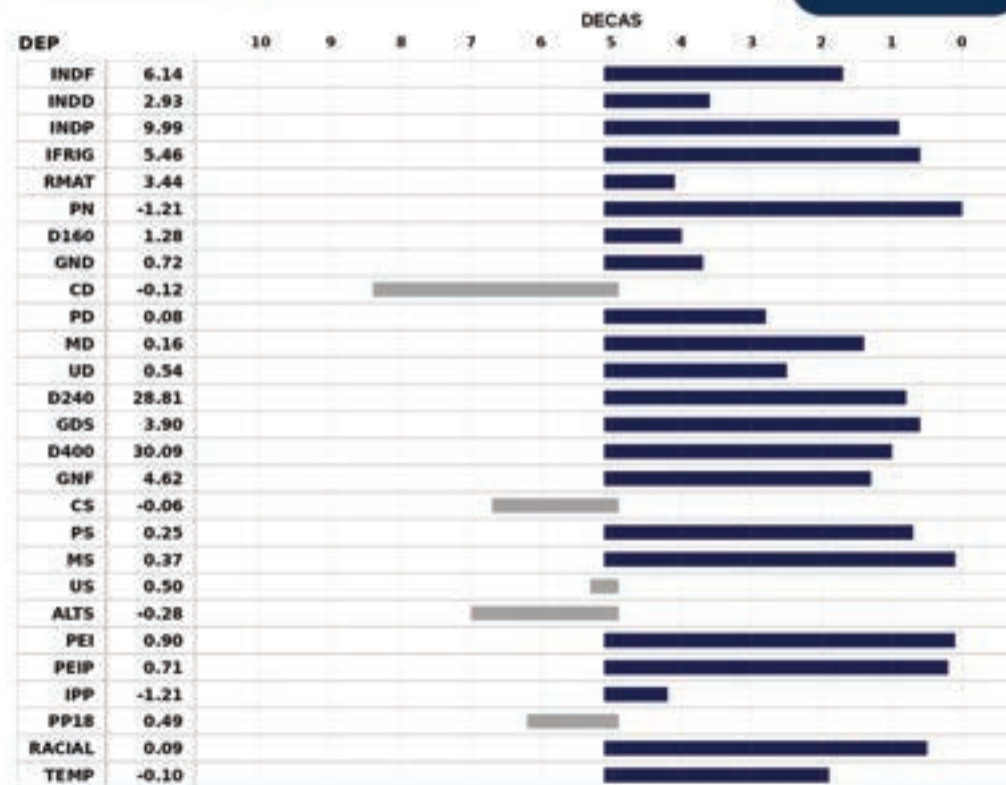 DECAS
DEP 10 9 8 7 6 5 4 3 2 1 0
INDF 6.14
INDD 2.93
INDP 9.99
IFRIG 5.46
RMAT 3.44
PN -1.21
D160 1.28
GND 0.72
CD -0.12
PD 0.08
MD 0.16
UD 0.54
D240 28.81
GDS 3.90
D400 30.09
GNF 4.62
CS -0.06
PS 0.25
MS 0.37
US 0.50
ALTS -0.28
PEI 0.90
PEIP 0.71
IPP -1.21
PP18 0.49
RACIAL 0.09
TEMP -0.10